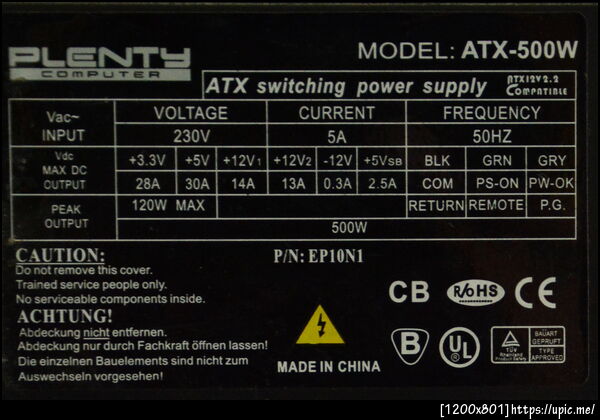 PLENTY
COMPUTER
MODEL: ATX-500W
ATX switching power supply
ATX12V2.2
COMPATIBLE
Vac~
INPUT
VOLTAGE CURRENT FREQUENCY
230V 5A 50HZ
Vdc
MAX DC
OUTPUT
+3.3V +5V +12V1 +12V2 -12V +5VSB BLK GRN GRY
28A 30A 14A 13A 0.3A 2.5A COM PS-ON PW-OK
PEAK
OUTPUT
120W MAX RETURN REMOTE P.G.
500W
CAUTION:
Do not remove this cover.
Trained service people only.
No serviceable components inside.
P/N: EP10N1
ACHTUNG!
Abdeckung nicht entfernen.
Abdeckung nur durch Fachkraft öffnen lassen!
Die einzelnen Bauelements sind nicht zum
Auswechseln geeignet.
MADE IN CHINA
CB RoHS CE
B UL
TÜV
Rheinland
Product Safety
BAUART
GEPRÜFT
TYPE
APPROVED
[1200x801]https://upic.me/